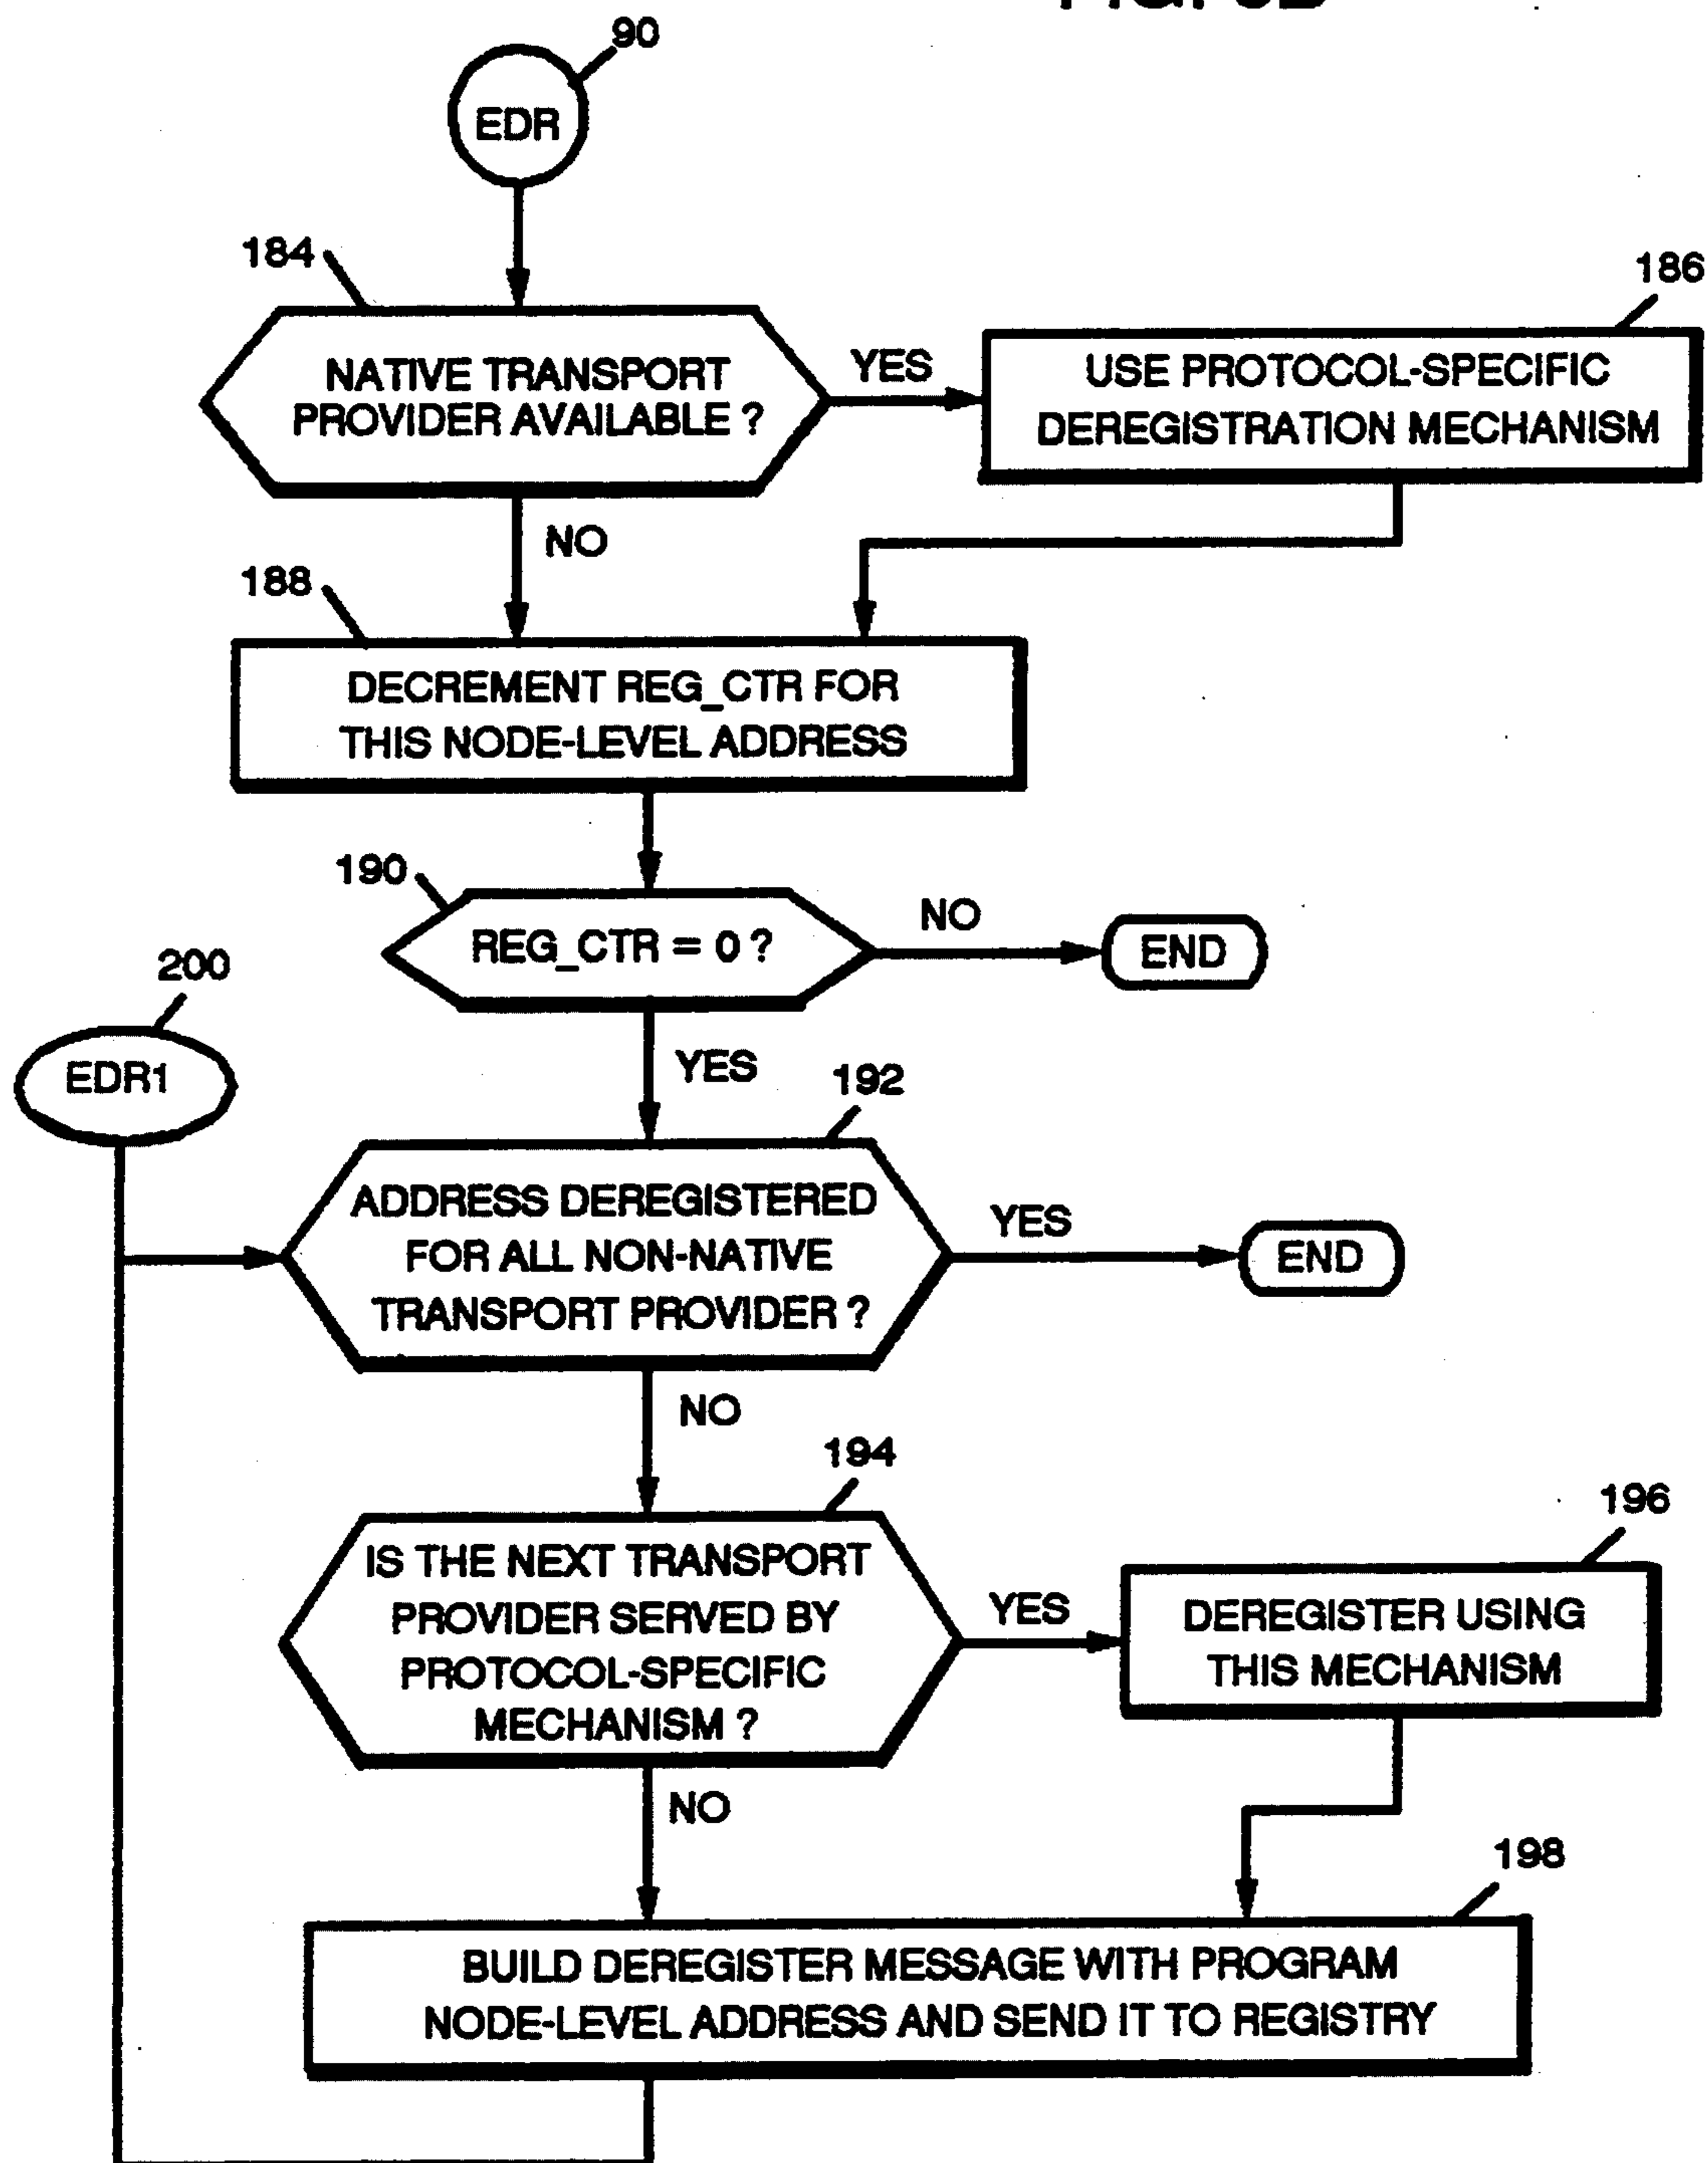 90
EDR
184
186
NATIVE TRANSPORT
PROVIDER AVAILABLE ?
YES
USE PROTOCOL-SPECIFIC
DEREGISTRATION MECHANISM
NO
188
DECREMENT REG_CTR FOR
THIS NODE-LEVEL ADDRESS
190
REG_CTR = 0 ?
NO
END
200
EDR1
YES
192
ADDRESS DEREGISTERED
FOR ALL NON-NATIVE
TRANSPORT PROVIDER ?
YES
END
NO
194
196
IS THE NEXT TRANSPORT
PROVIDER SERVED BY
PROTOCOL-SPECIFIC
MECHANISM ?
YES
DEREGISTER USING
THIS MECHANISM
NO
198
BUILD DEREGISTER MESSAGE WITH PROGRAM
NODE-LEVEL ADDRESS AND SEND IT TO REGISTRY